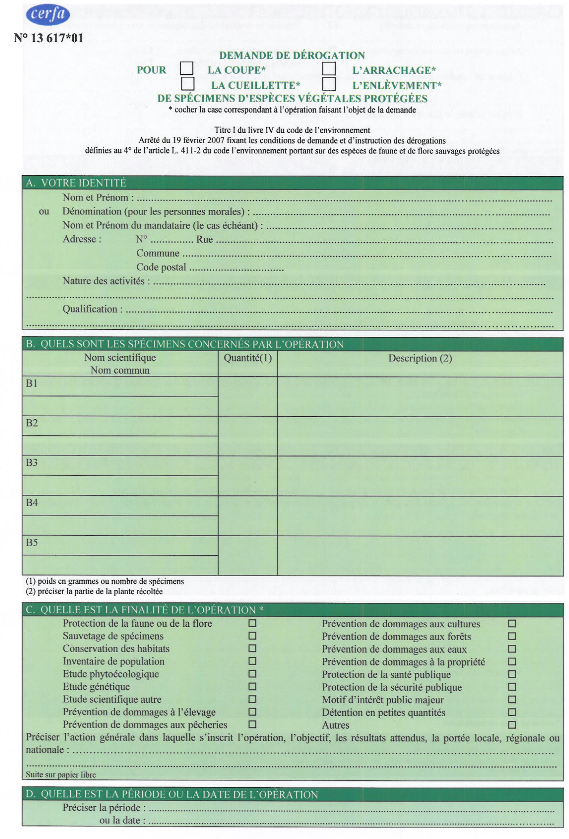 cerfa
N° 13 617*01
DEMANDE DE DÉROGATION
POUR ☐ LA COUPE* ☐ L'ARRACHAGE*
☐ LA CUEILLETTE* ☐ L'ENLÈVEMENT*
DE SPÉCIMENS D'ESPÈCES VÉGÉTALES PROTÉGÉES
* cocher la case correspondant à l'opération faisant l'objet de la demande
Titre I du livre IV du code de l'environnement
Arrêté du 19 février 2007 fixant les conditions de demande et d'instruction des dérogations
définies au 4° de l'article L. 411-2 du code l'environnement portant sur des espèces de faune et de flore sauvages protégées
A. VOTRE IDENTITÉ
Nom et Prénom : ..........
ou Dénomination (pour les personnes morales) : ..........
Nom et Prénom du mandataire (le cas échéant) : ..........
Adresse : N° .......... Rue ..........
Commune ..........
Code postal ..........
Nature des activités : ..........
Qualification : ..........
B. QUELS SONT LES SPÉCIMENS CONCERNÉS PAR L'OPÉRATION
Nom scientifique Quantité(1) Description (2)
Nom commun
B1
B2
B3
B4
B5
(1) poids en grammes ou nombre de spécimens
(2) préciser la partie de la plante récoltée
C. QUELLE EST LA FINALITÉ DE L'OPÉRATION *
Protection de la faune ou de la flore ☐ Prévention de dommages aux cultures ☐
Sauvetage de spécimens ☐ Prévention de dommages aux forêts ☐
Conservation des habitats ☐ Prévention de dommages aux eaux ☐
Inventaire de population ☐ Prévention de dommages à la propriété ☐
Etude phytoécologique ☐ Protection de la santé publique ☐
Etude génétique ☐ Protection de la sécurité publique ☐
Etude scientifique autre ☐ Motif d'intérêt public majeur ☐
Prévention de dommages à l'élevage ☐ Détention en petites quantités ☐
Prévention de dommages aux pêcheries ☐ Autres ☐
Préciser l'action générale dans laquelle s'inscrit l'opération, l'objectif, les résultats attendus, la portée locale, régionale ou
nationale : ..........
Suite sur papier libre
D. QUELLE EST LA PÉRIODE OU LA DATE DE L'OPÉRATION
Préciser la période : ..........
ou la date : ..........